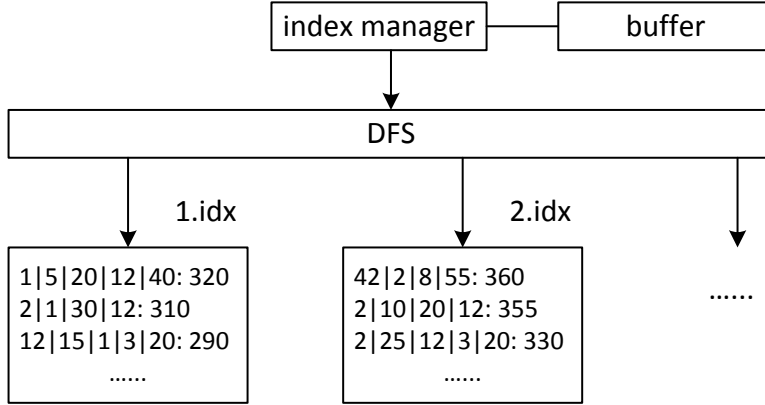 index manager
buffer
DFS
1.idx
2.idx
1|5|20|12|40: 320
2|1|30|12: 310
12|15|1|3|20: 290
……
42|2|8|55: 360
2|10|20|12: 355
2|25|12|3|20: 330
……
……